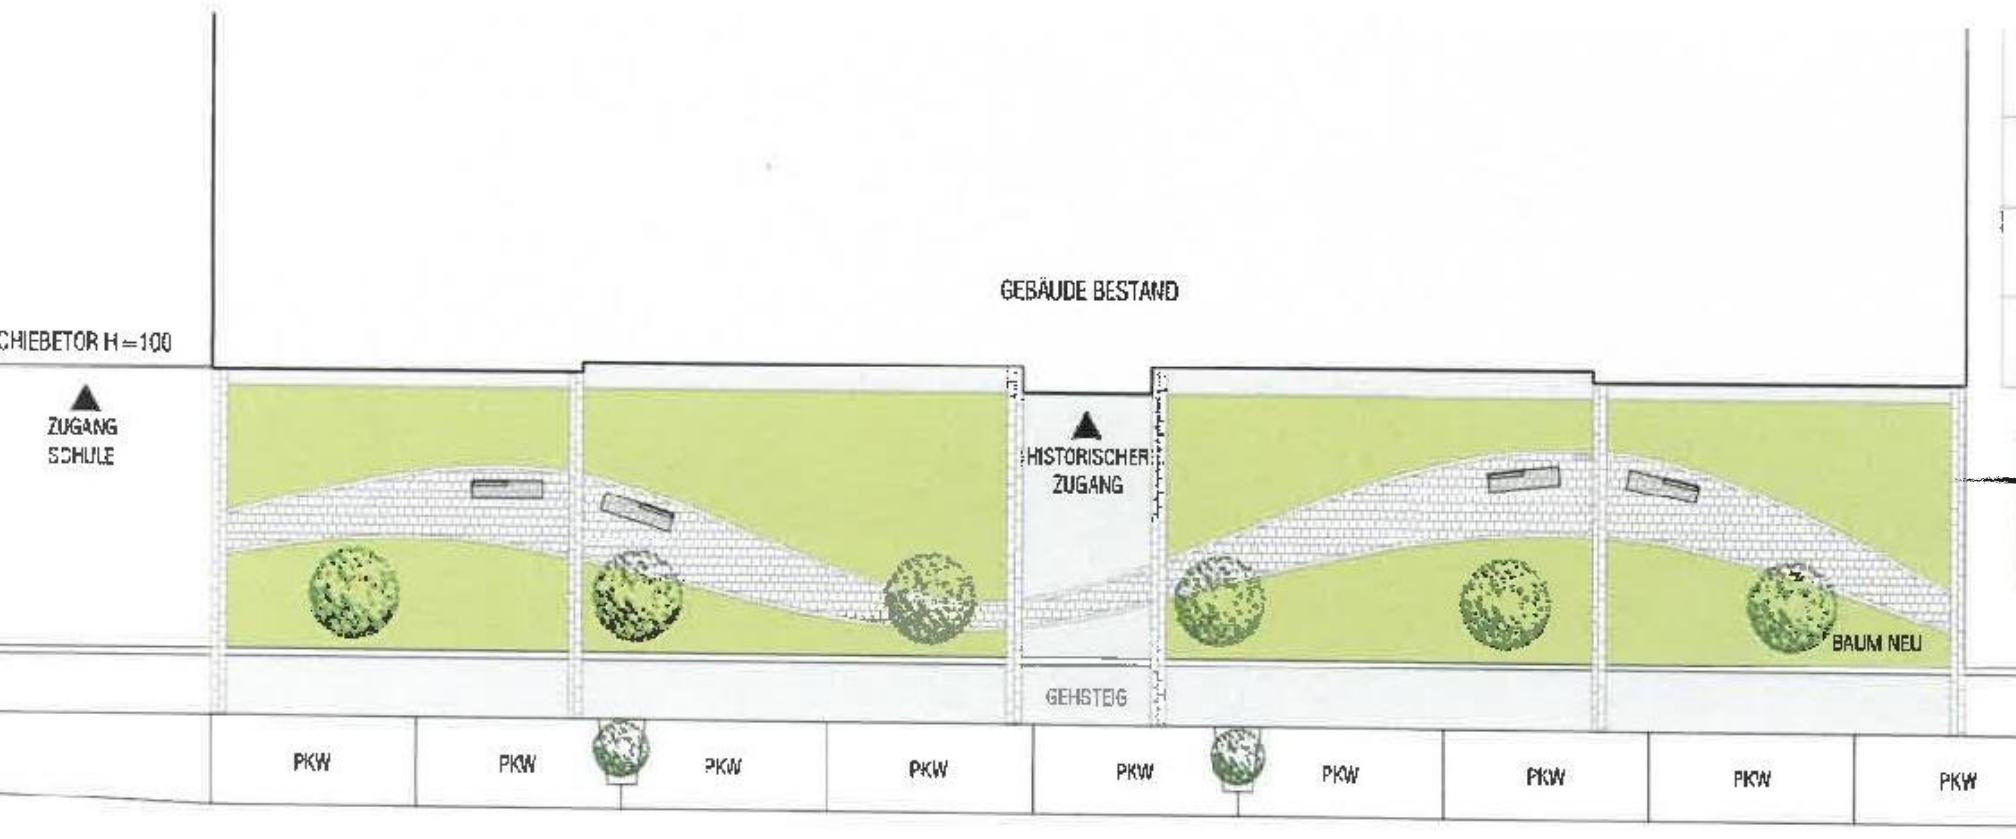 GEBÄUDE BESTAND
CHIEBETOR H=100
ZUGANG
SCHULE
HISTORISCHER
ZUGANG
BAUM NEU
GEHSTEIG
PKW
PKW
PKW
PKW
PKW
PKW
PKW
PKW
PKW